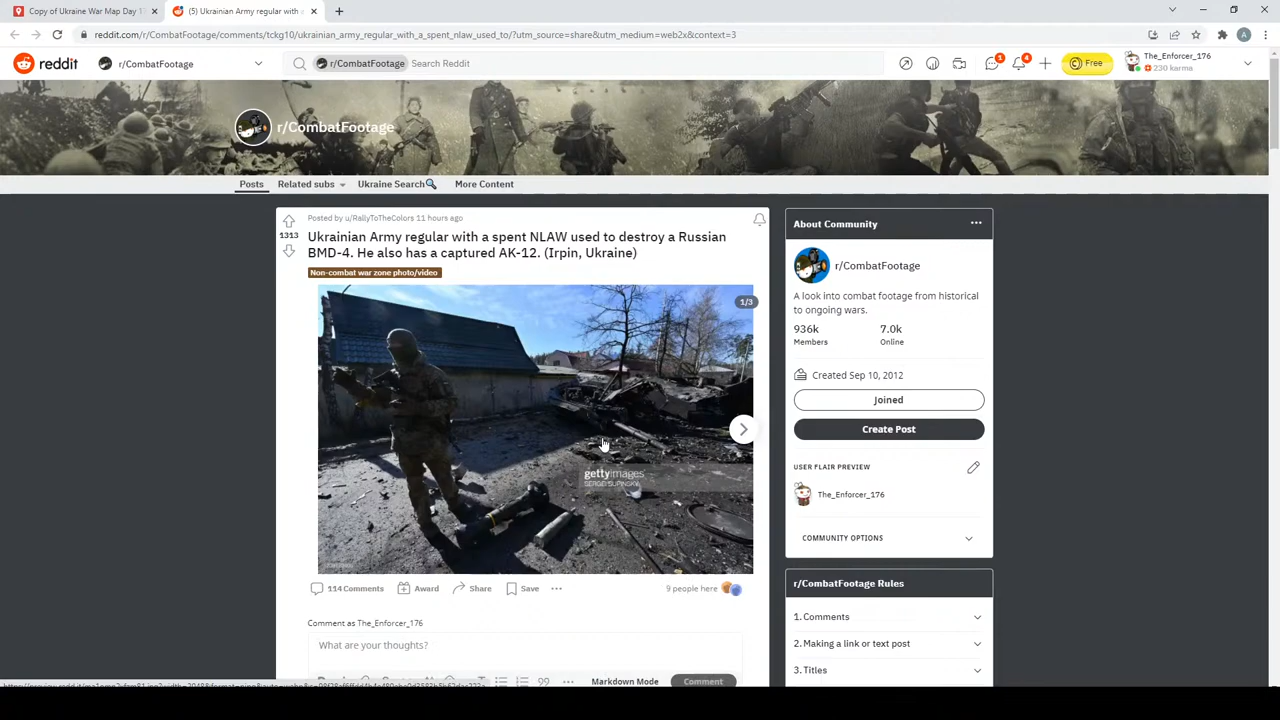 Copy of Ukraine War Map Day 1
(5) Ukrainian Army regular with a
reddit.com/r/CombatFootage/comments/tckg10/ukrainian_army_regular_with_a_spent_nlaw_used_to/?utm_source=share&utm_medium=web2x&context=3
A
reddit
r/CombatFootage
r/CombatFootage
Search Reddit
1
4
Free
The_Enforcer_176
230 karma
r/CombatFootage
Posts
Related subs
Ukraine Search
More Content
Posted by u/RallyToTheColors 11 hours ago
1313
Ukrainian Army regular with a spent NLAW used to destroy a Russian
BMD-4. He also has a captured AK-12. (Irpin, Ukraine)
Non-combat war zone photo/video
1/3
gettyimages
SERGEI SUPINSKY
114 Comments
Award
Share
Save
9 people here
Comment as The_Enforcer_176
What are your thoughts?
Markdown Mode
Comment
About Community
r/CombatFootage
A look into combat footage from historical
to ongoing wars.
936k
7.0k
Members
Online
Created Sep 10, 2012
Joined
Create Post
USER FLAIR PREVIEW
The_Enforcer_176
COMMUNITY OPTIONS
r/CombatFootage Rules
1. Comments
2. Making a link or text post
3. Titles